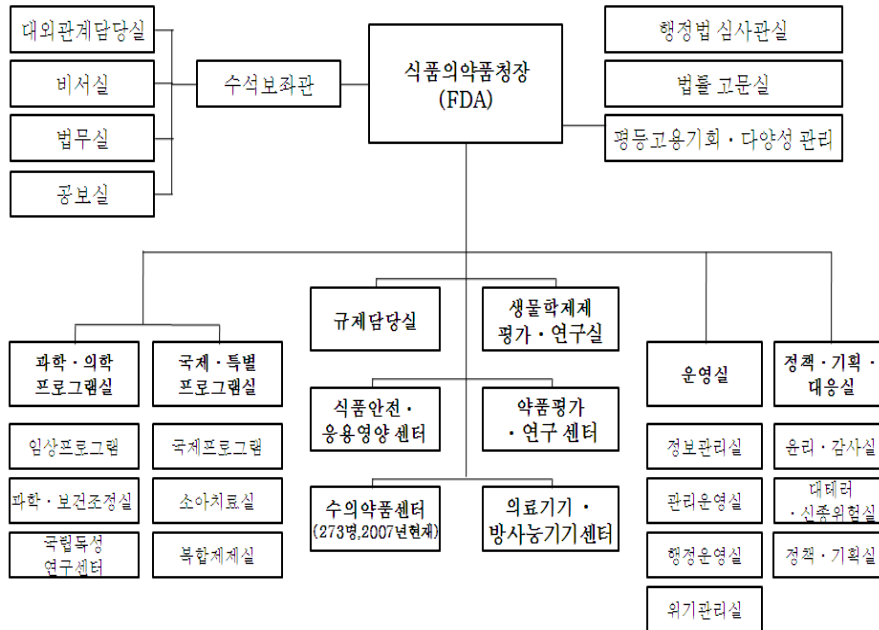 대외관계담당실
비서실
법무실
공보실
수석보좌관
식품의약품청장
(FDA)
행정법 심사관실
법률 고문실
평등고용기회・다양성 관리
과학・의학
프로그램실
임상프로그램
과학・보건조정실
국립독성
연구센터
국제・특별
프로그램실
국제프로그램
소아치료실
복합제제실
규제담당실
생물학제제
평가・연구실
식품안전・
응용영양 센터
약품평가
・연구 센터
수의약품센터
(273명,2007년현재)
의료기기・
방사능기기센터
운영실
정보관리실
관리운영실
행정운영실
위기관리실
정책・기획・
대응실
윤리・감사실
대테러
・신종위험실
정책・기획실